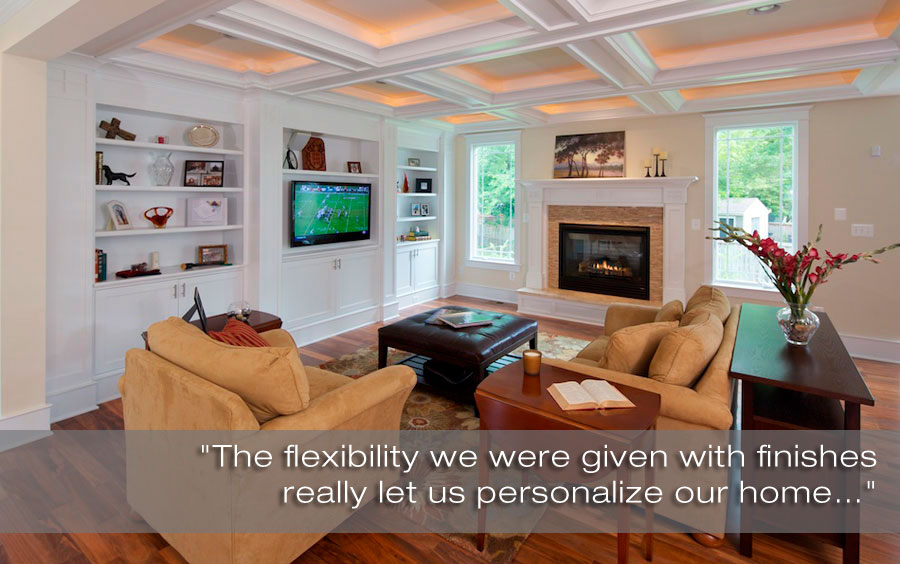 "The flexibility we were given with finishes
really let us personalize our home..."